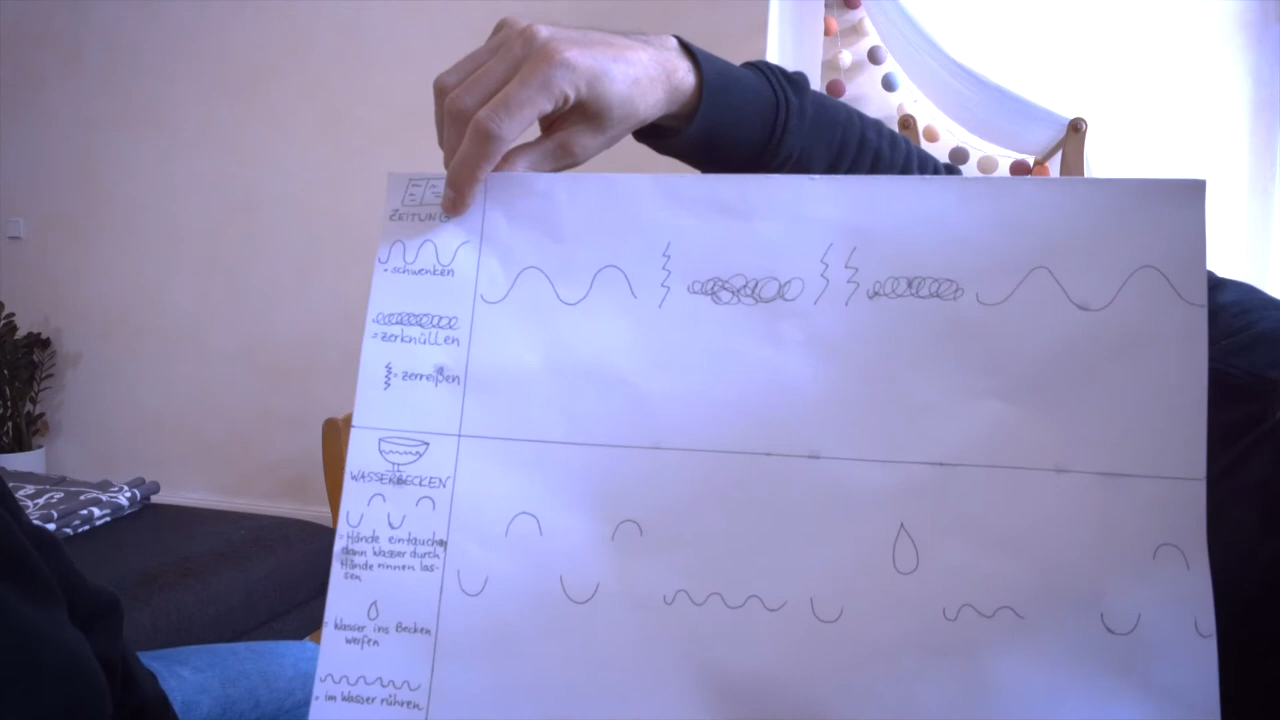 ZEITUNG
= schwenken
= zerknüllen
= zerreißen
WASSERBECKEN
= Hände eintauchen
dann Wasser durch
Hände rinnen las-
sen
= Wasser ins Becken
werfen
= im Wasser rühren